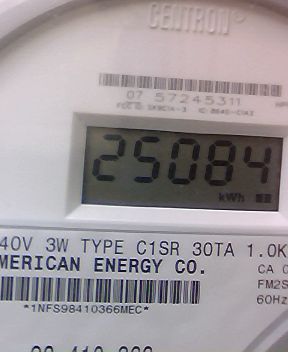 CENTRON®
07 57245311
25084
kWh
40V 3W TYPE C1SR 30TA 1.0K
MERICAN ENERGY CO.
CA 0
FM2S
60Hz
*1NFS98410366MEC*